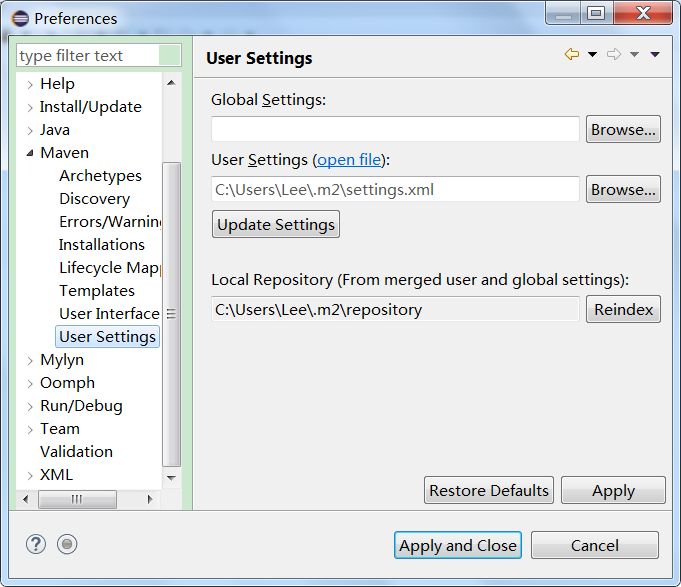 Preferences
type filter text
Help
Install/Update
Java
Maven
Archetypes
Discovery
Errors/Warnin
Installations
Lifecycle Map
Templates
User Interface
User Settings
Mylyn
Oomph
Run/Debug
Team
Validation
XML
User Settings
Global Settings:
Browse...
User Settings (open file):
C:\Users\Lee\.m2\settings.xml
Browse...
Update Settings
Local Repository (From merged user and global settings):
C:\Users\Lee\.m2\repository
Reindex
Restore Defaults
Apply
?
Apply and Close
Cancel